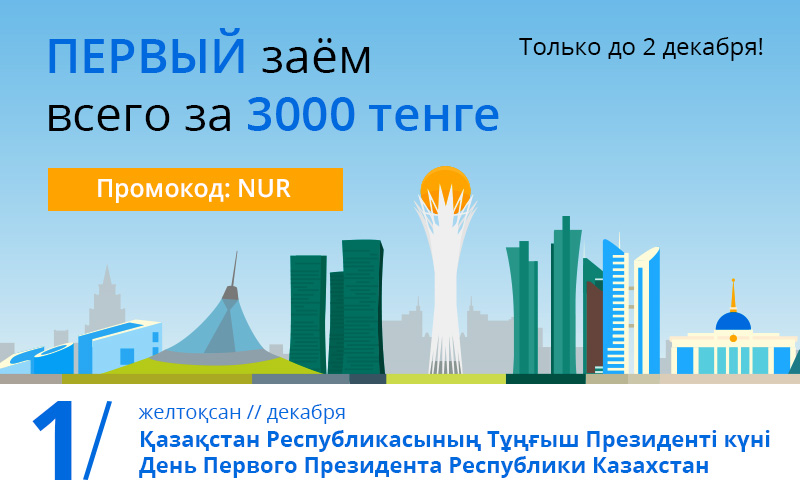 ПЕРВЫЙ заём
всего за 3000 тенге
Только до 2 декабря!
Промокод: NUR
1/
желтоқсан // декабря
Қазақстан Республикасының Тұңғыш Президенті күні
День Первого Президента Республики Казахстан